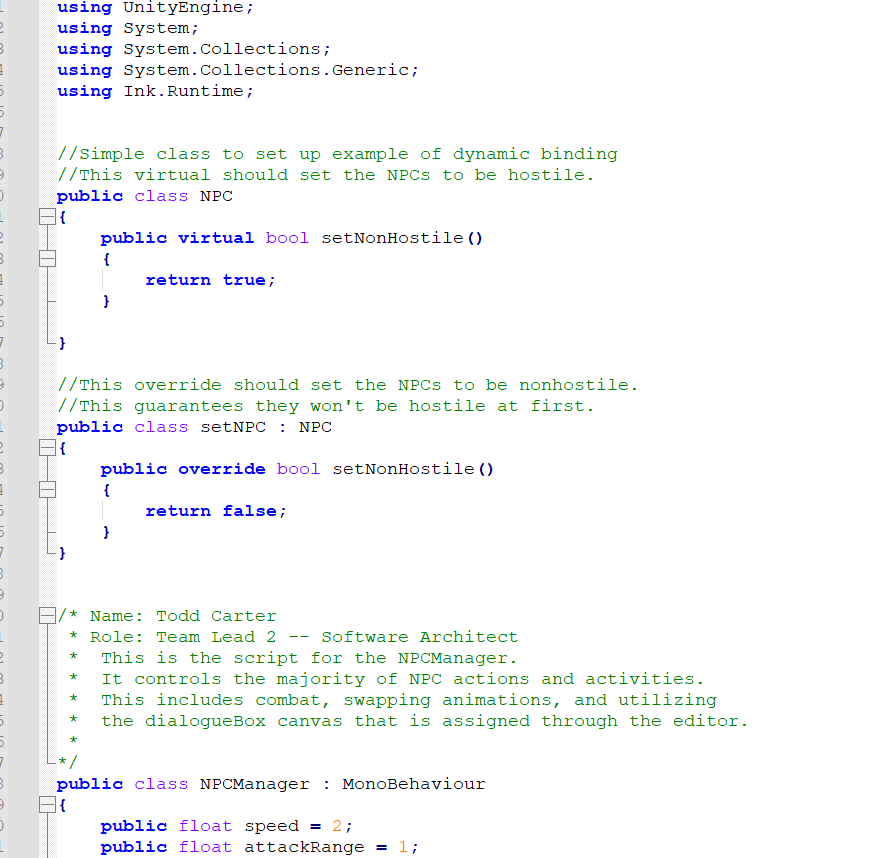 using UnityEngine;
using System;
using System.Collections;
using System.Collections.Generic;
using Ink.Runtime;
//Simple class to set up example of dynamic binding
//This virtual should set the NPCs to be hostile.
public class NPC
{
public virtual bool setNonHostile()
{
return true;
}
}
//This override should set the NPCs to be nonhostile.
//This guarantees they won't be hostile at first.
public class setNPC : NPC
{
public override bool setNonHostile()
{
return false;
}
}
/* Name: Todd Carter
* Role: Team Lead 2 -- Software Architect
* This is the script for the NPCManager.
* It controls the majority of NPC actions and activities.
* This includes combat, swapping animations, and utilizing
* the dialogueBox canvas that is assigned through the editor.
*
*/
public class NPCManager : MonoBehaviour
{
public float speed = 2;
public float attackRange = 1;